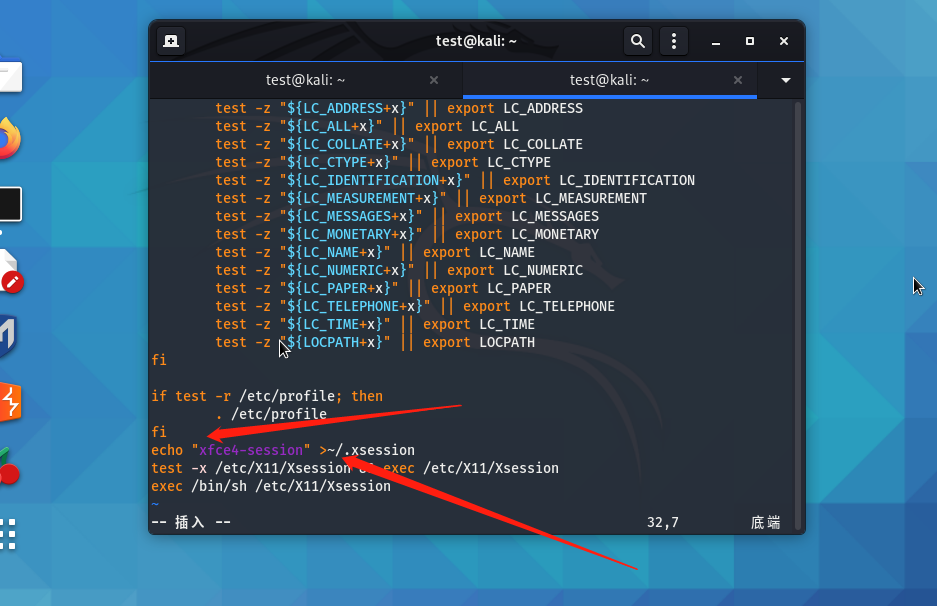 test@kali: ~
test@kali: ~
test@kali: ~
test -z "${LC_ADDRESS+x}" || export LC_ADDRESS
test -z "${LC_ALL+x}" || export LC_ALL
test -z "${LC_COLLATE+x}" || export LC_COLLATE
test -z "${LC_CTYPE+x}" || export LC_CTYPE
test -z "${LC_IDENTIFICATION+x}" || export LC_IDENTIFICATION
test -z "${LC_MEASUREMENT+x}" || export LC_MEASUREMENT
test -z "${LC_MESSAGES+x}" || export LC_MESSAGES
test -z "${LC_MONETARY+x}" || export LC_MONETARY
test -z "${LC_NAME+x}" || export LC_NAME
test -z "${LC_NUMERIC+x}" || export LC_NUMERIC
test -z "${LC_PAPER+x}" || export LC_PAPER
test -z "${LC_TELEPHONE+x}" || export LC_TELEPHONE
test -z "${LC_TIME+x}" || export LC_TIME
test -z "${LOCPATH+x}" || export LOCPATH
fi
if test -r /etc/profile; then
. /etc/profile
fi
echo "xfce4-session" >~/.xsession
test -x /etc/X11/Xsession && exec /etc/X11/Xsession
exec /bin/sh /etc/X11/Xsession
~
-- 插入 -- 32,7 底端